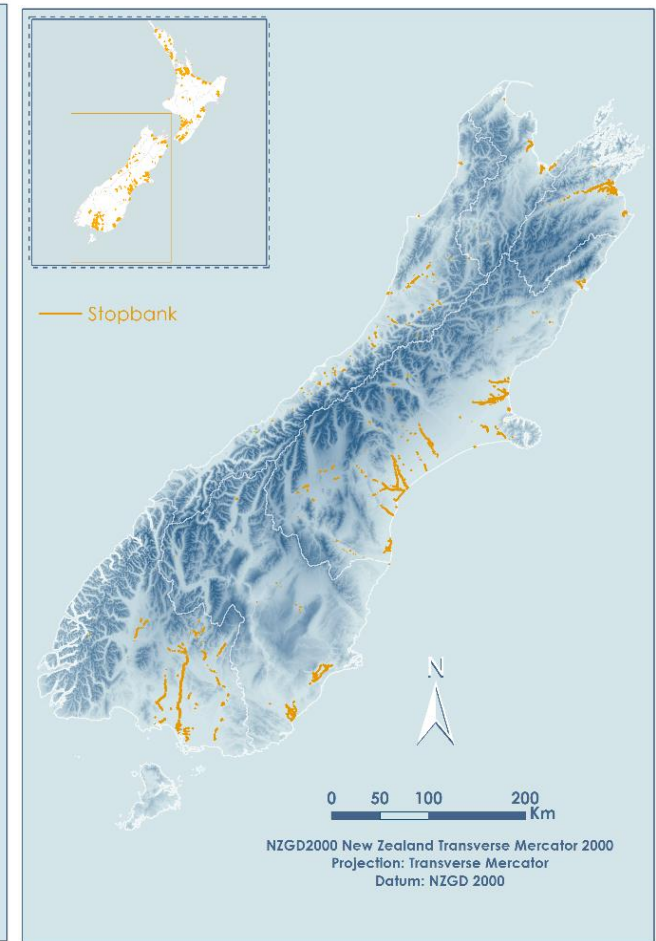 Stopbank
N
0 50 100 200
Km
NZGD2000 New Zealand Transverse Mercator 2000
Projection: Transverse Mercator
Datum: NZGD 2000